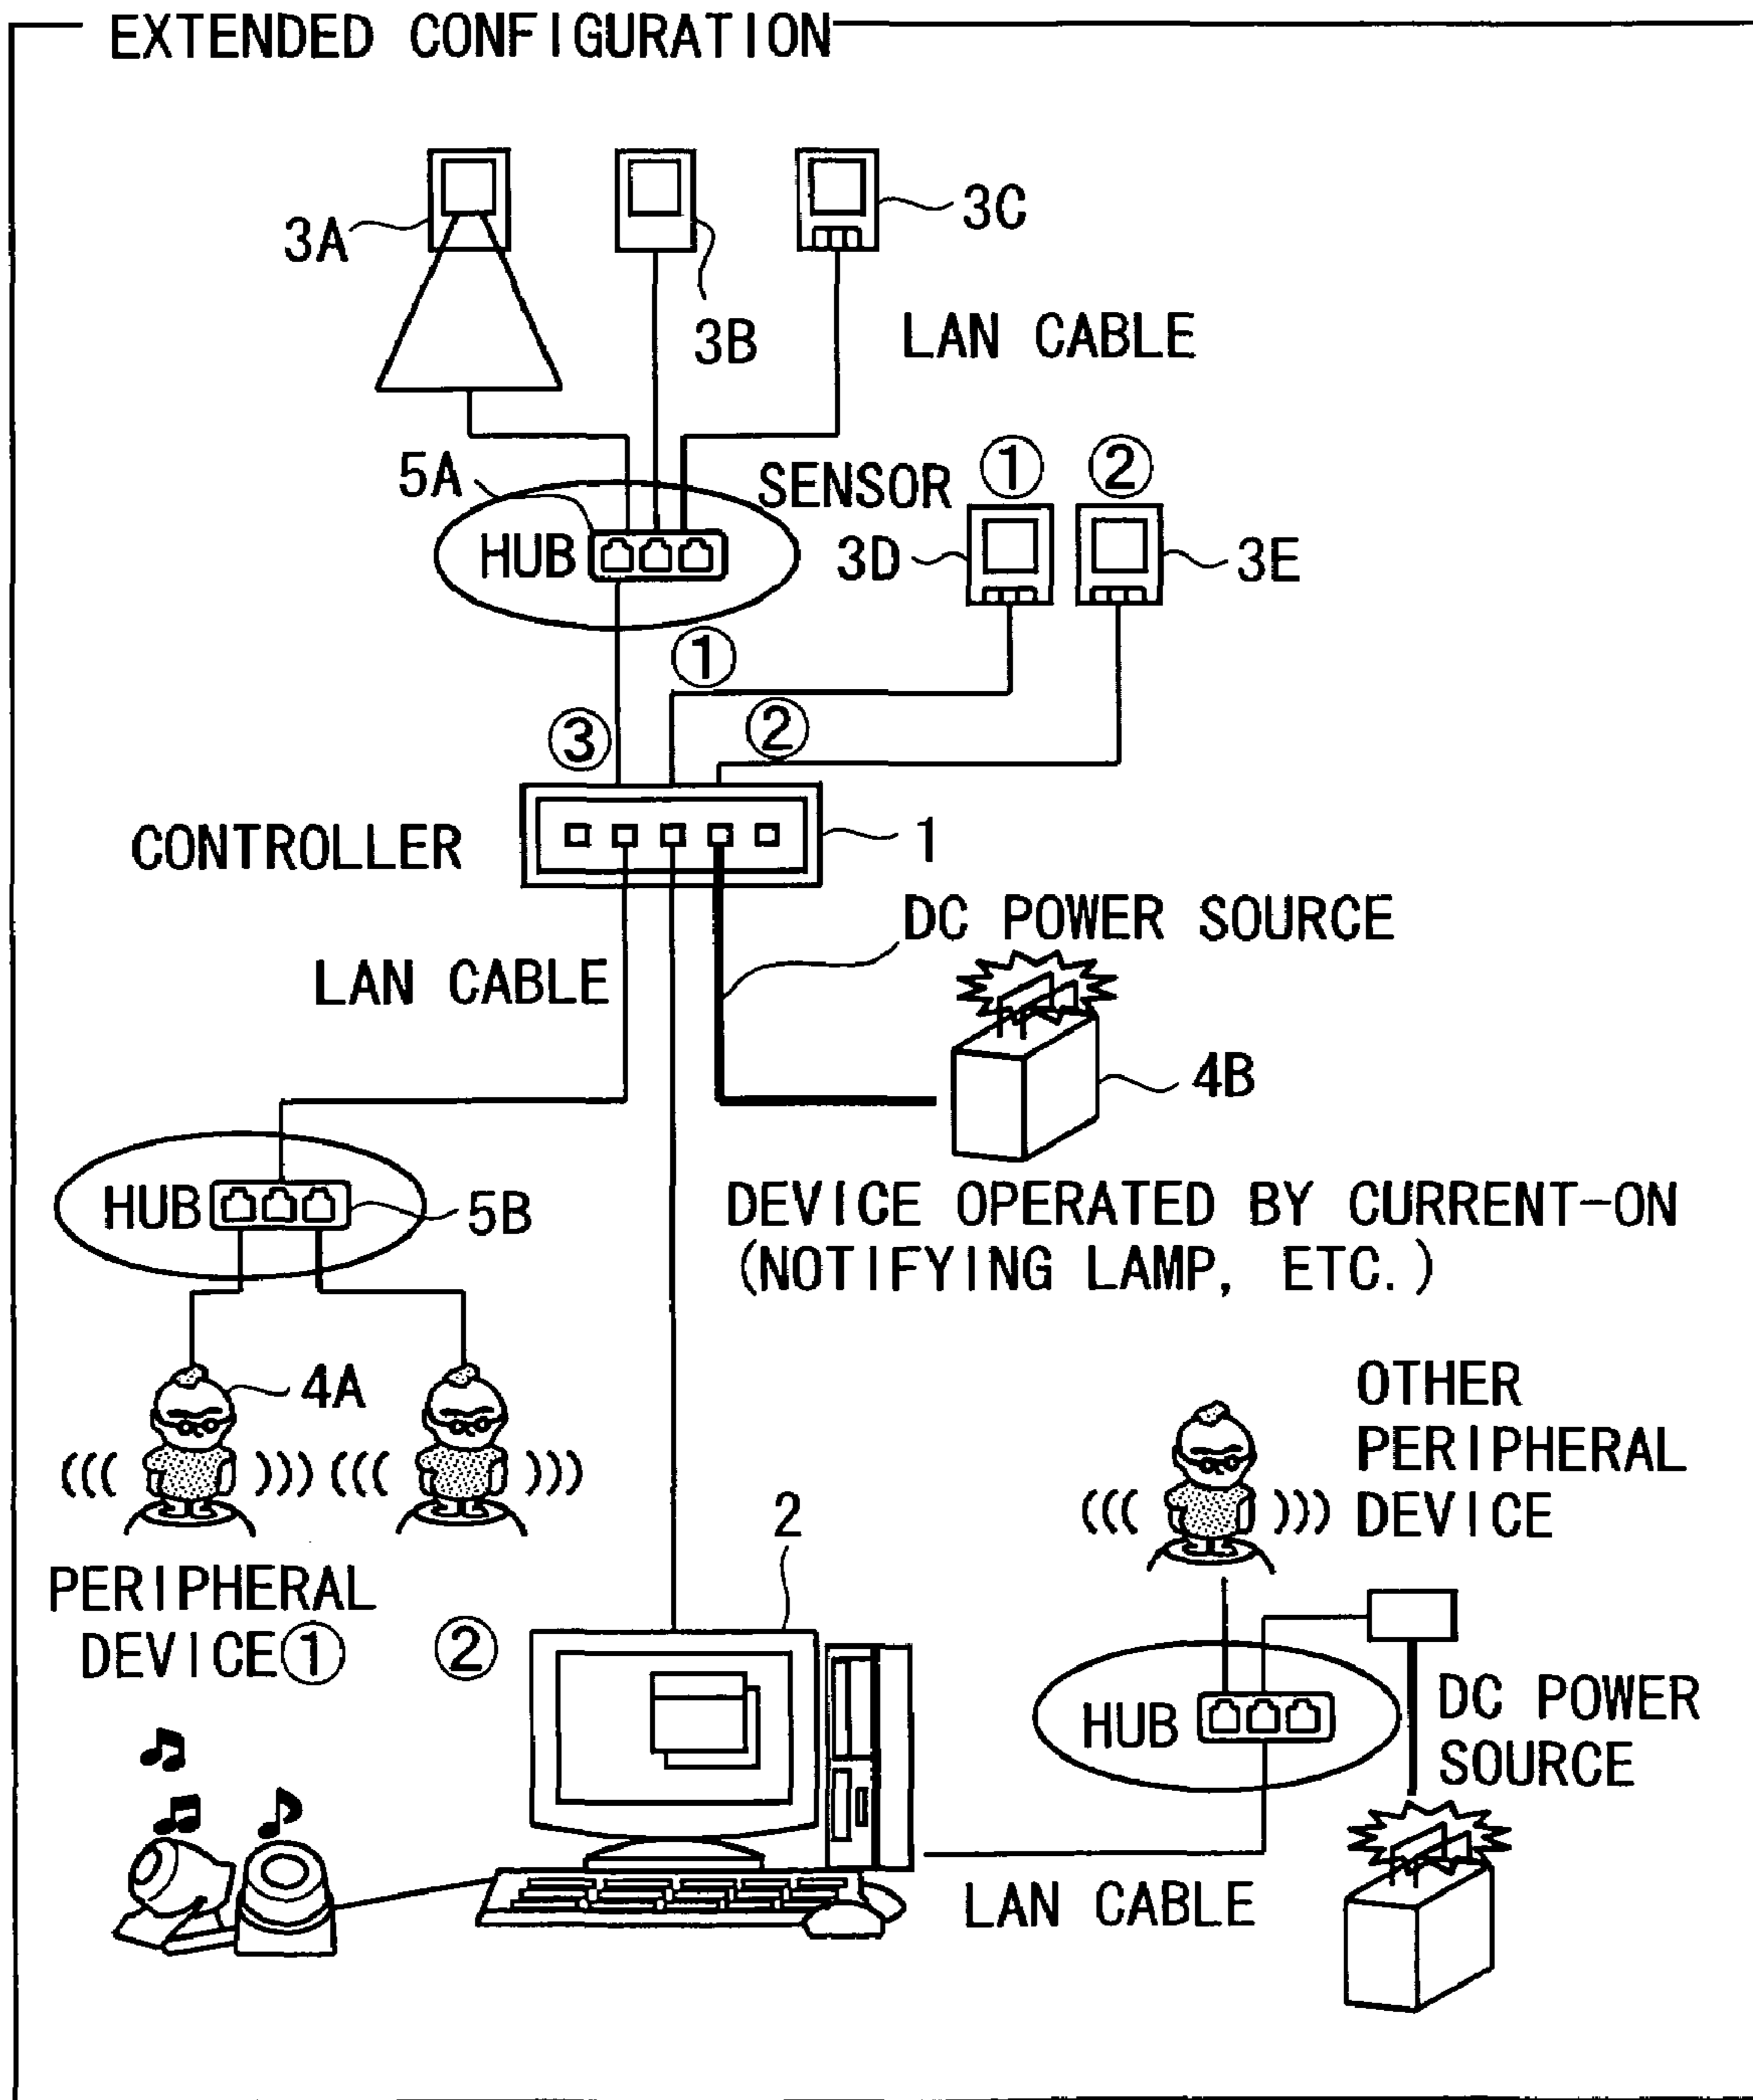 EXTENDED CONFIGURATION
3A
3B
3C
LAN CABLE
5A
SENSOR ① ②
HUB
3D
3E
①
③
②
CONTROLLER
1
DC POWER SOURCE
LAN CABLE
4B
HUB
5B
DEVICE OPERATED BY CURRENT-ON
(NOTIFYING LAMP, ETC.)
4A
OTHER
PERIPHERAL
DEVICE
2
PERIPHERAL
DEVICE①
②
HUB
DC POWER
SOURCE
LAN CABLE